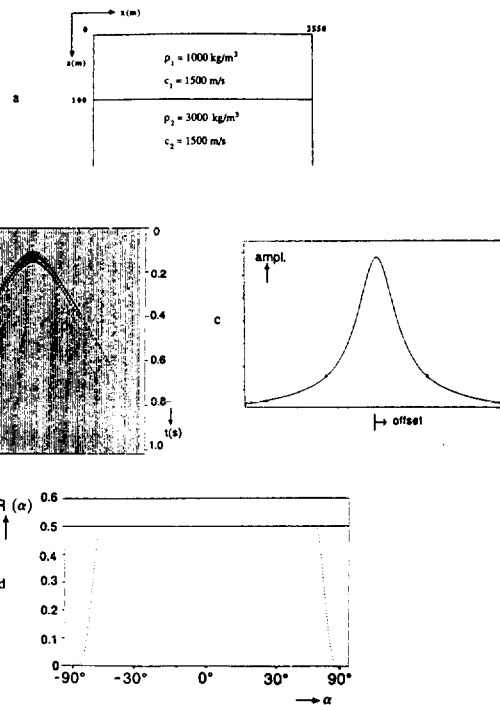 x(m)
0 2550
z(m)
ρ₁ = 1000 kg/m³
c₁ = 1500 m/s
a
100
ρ₂ = 3000 kg/m³
c₂ = 1500 m/s
0
0.2
0.4
0.6
0.8
1.0
t(s)
ampl.
c
offset
R (α)
0.6
0.5
0.4
0.3
0.2
0.1
0
d
-90° -30° 0° 30° 90°
α